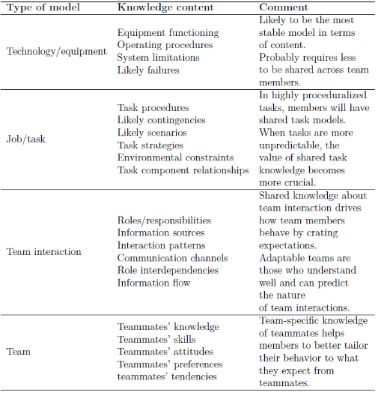 Type of model Knowledge content Comment
Technology/equipment
Equipment functioning
Operating procedures
System limitations
Likely failures
Likely to be the most
stable model in terms
of content.
Probably requires less
to be shared across team
members.
Job/task
Task procedures
Likely contingencies
Likely scenarios
Task strategies
Environmental constraints
Task component relationships
In highly proceduralized
tasks, members will have
shared task models.
When tasks are more
unpredictable, the
value of shared task
knowledge becomes
more crucial.
Team interaction
Roles/responsibilities
Information sources
Interaction patterns
Communication channels
Role interdependencies
Information flow
Shared knowledge about
team interaction drives
how team members
behave by crating
expectations.
Adaptable teams are
those who understand
well and can predict
the nature
of team interactions.
Team
Teammates' knowledge
Teammates' skills
Teammates' attitudes
Teammates' preferences
teammates' tendencies
Team-specific knowledge
of teammates helps
members to better tailor
their behavior to what
they expect from
teammates.